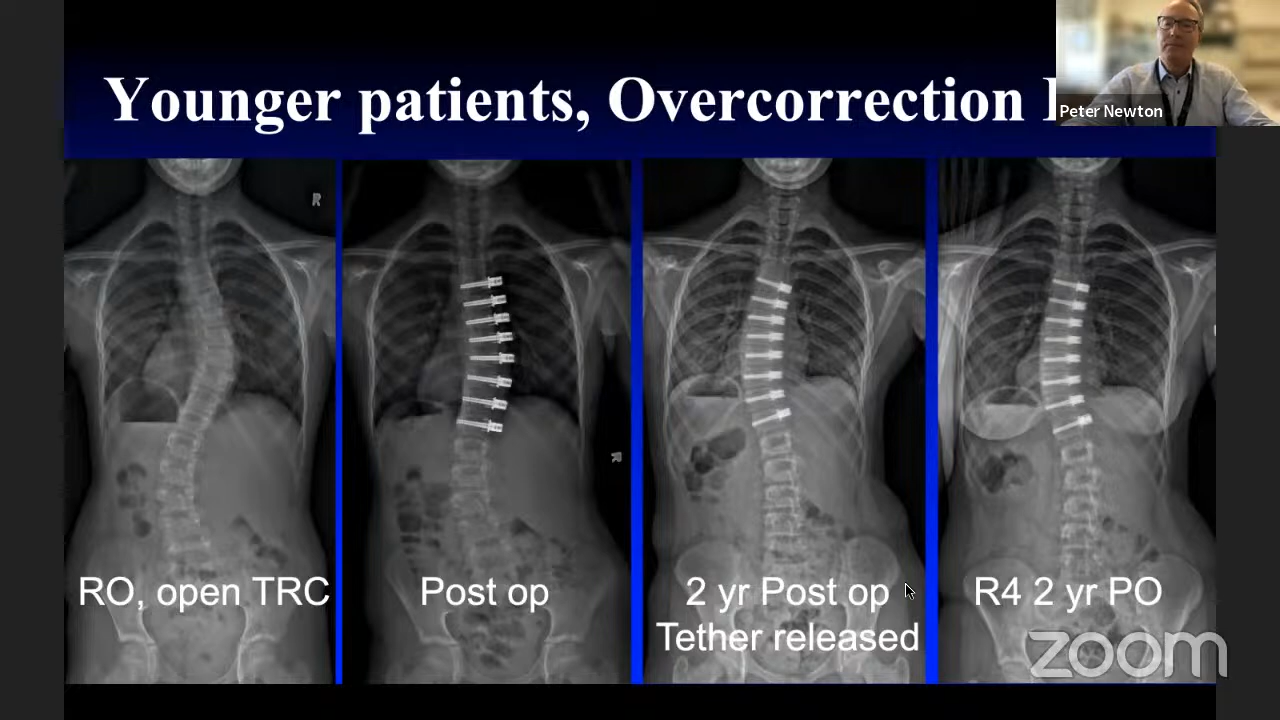 Younger patients, Overcorrection
Peter Newton
R
R
RO, open TRC
Post op
2 yr Post op
Tether released
R4 2 yr PO
zoom